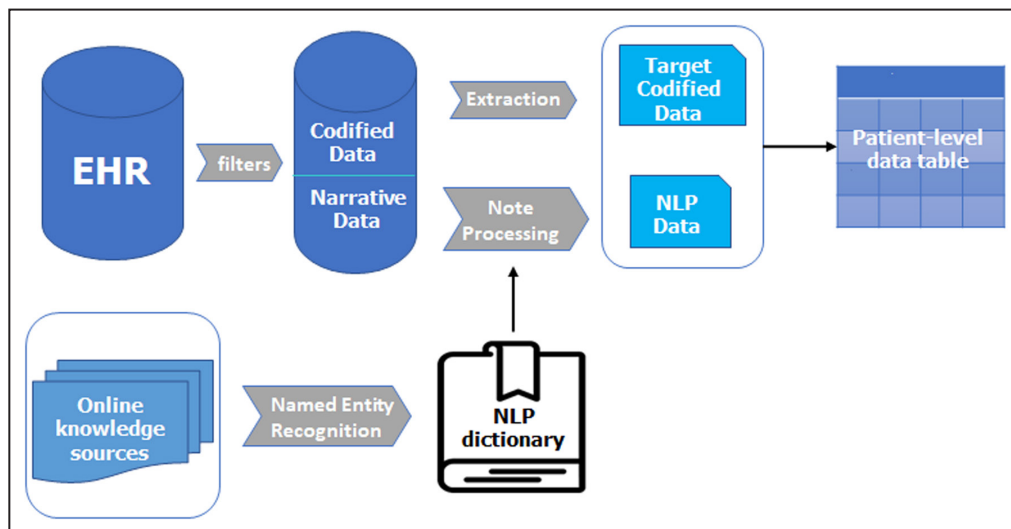 EHR
filters
Codified
Data
Narrative
Data
Extraction
Note
Processing
Target
Codified
Data
NLP
Data
Patient-level
data table
Online
knowledge
sources
Named Entity
Recognition
NLP
dictionary